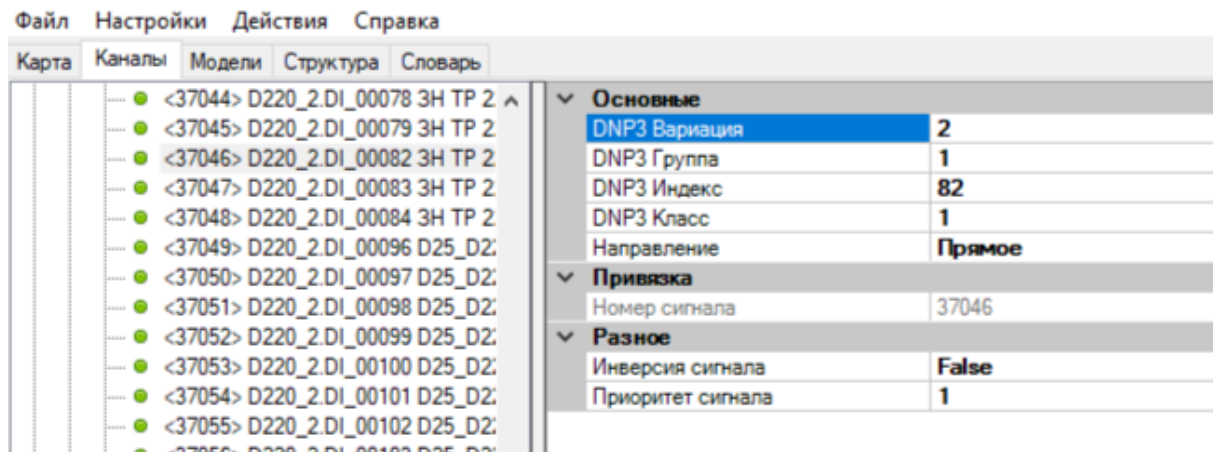 Файл Настройки Действия Справка
Карта Каналы Модели Структура Словарь
<37044> D220_2.DI_00078 ЗН ТР 2
<37045> D220_2.DI_00079 ЗН ТР 2
<37046> D220_2.DI_00082 ЗН ТР 2
<37047> D220_2.DI_00083 ЗН ТР 2
<37048> D220_2.DI_00084 ЗН ТР 2
<37049> D220_2.DI_00096 D25_D2
<37050> D220_2.DI_00097 D25_D2
<37051> D220_2.DI_00098 D25_D2
<37052> D220_2.DI_00099 D25_D2
<37053> D220_2.DI_00100 D25_D2
<37054> D220_2.DI_00101 D25_D2
<37055> D220_2.DI_00102 D25_D2
Основные
DNP3 Вариация 2
DNP3 Группа 1
DNP3 Индекс 82
DNP3 Класс 1
Направление Прямое
Привязка
Номер сигнала 37046
Разное
Инверсия сигнала False
Приоритет сигнала 1